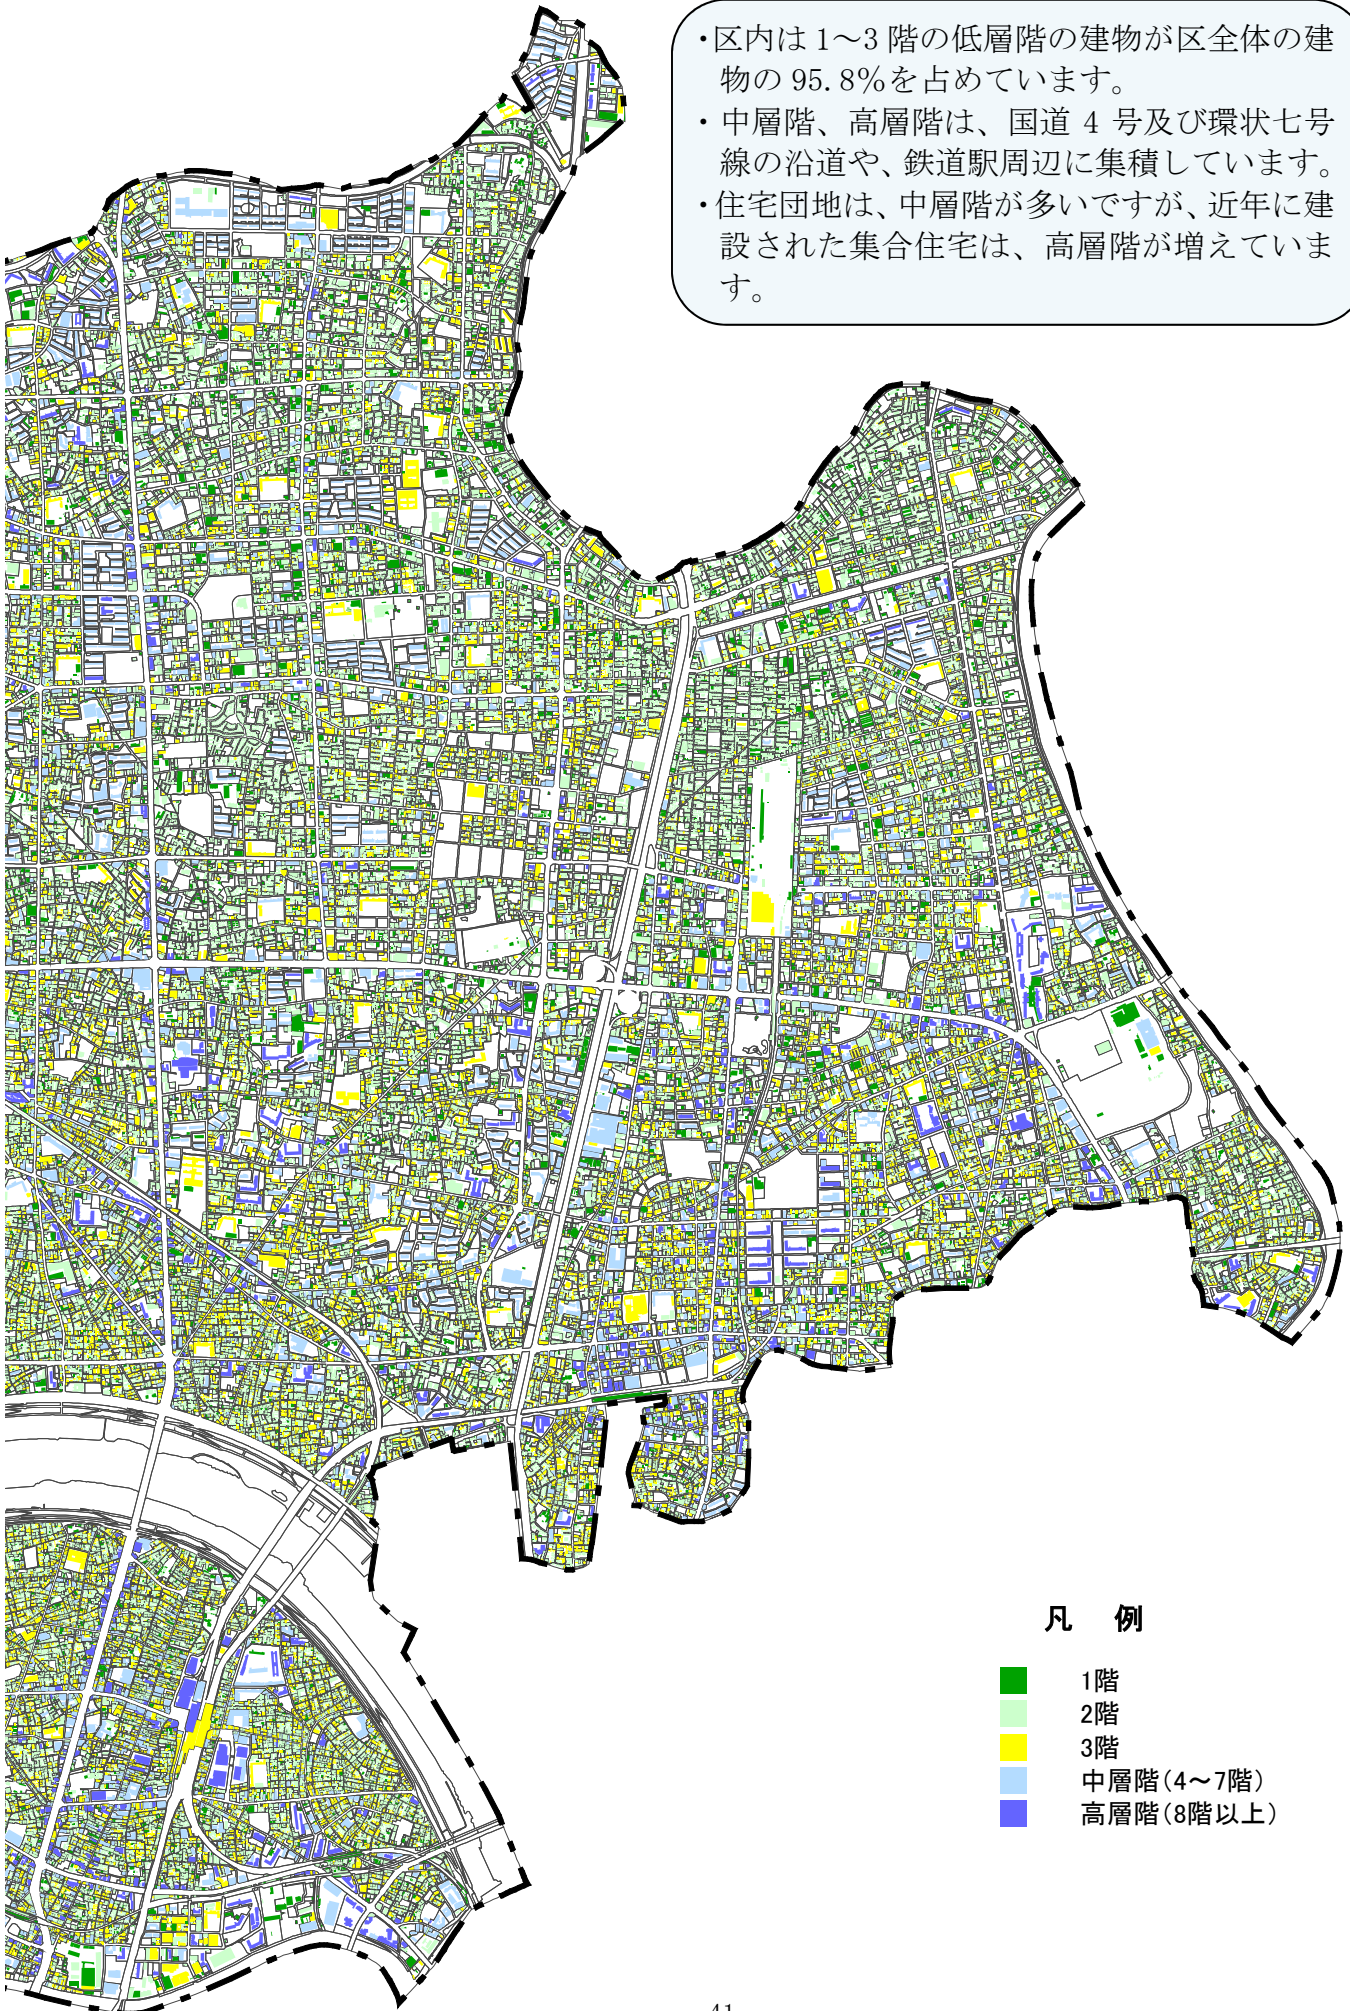 ・区内は1～3階の低層階の建物が区全体の建
物の95.8％を占めています。
・中層階、高層階は、国道4号及び環状七号
線の沿道や、鉄道駅周辺に集積しています。
・住宅団地は、中層階が多いですが、近年に建
設された集合住宅は、高層階が増えていま
す。
凡　例
1階
2階
3階
中層階（4～7階）
高層階（8階以上）
41